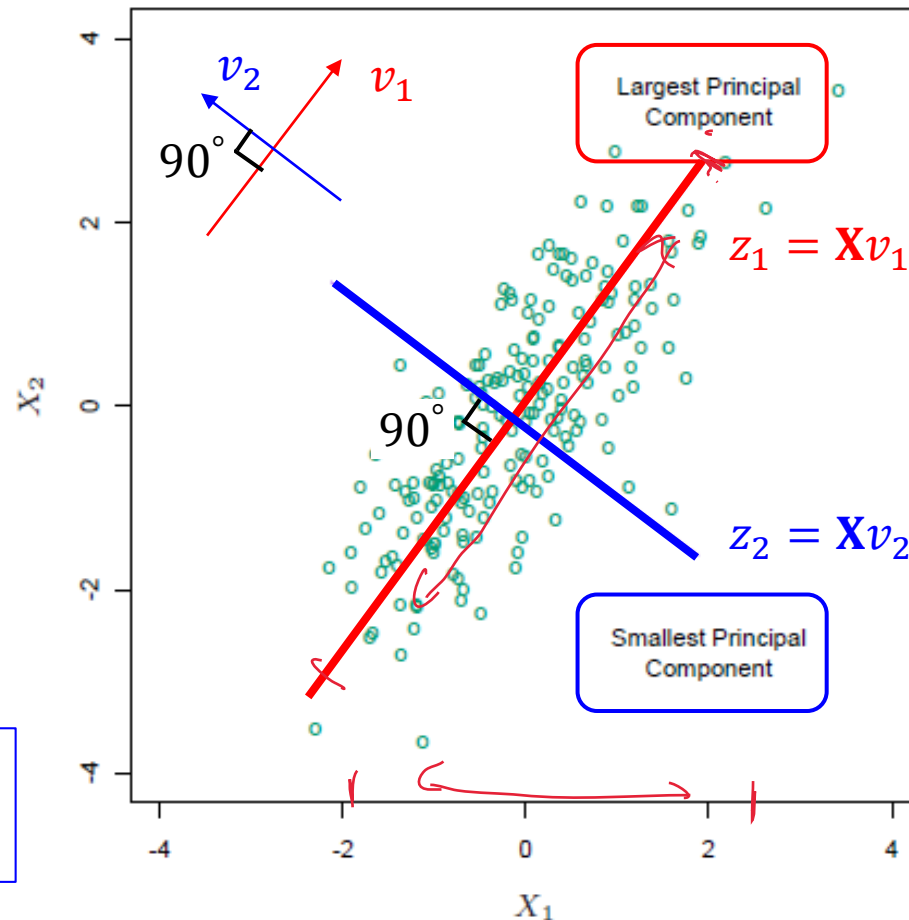 4
v₂
v₁
90°
Largest Principal
Component
2
z₁ = Xv₁
X₂
0
90°
z₂ = Xv₂
-2
Smallest Principal
Component
-4
-4 -2 0 2 4
X₁